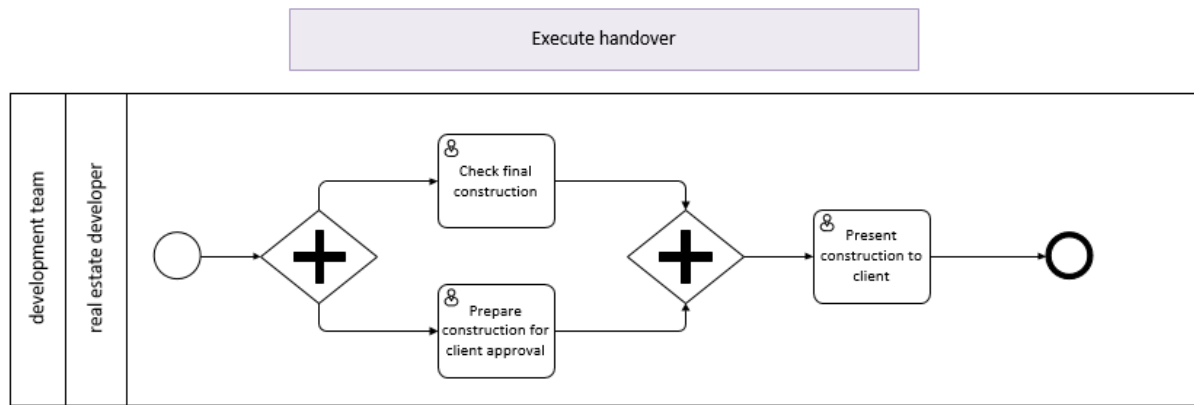 Execute handover
development team
real estate developer
Check final
construction
Prepare
construction for
client approval
Present
construction to
client